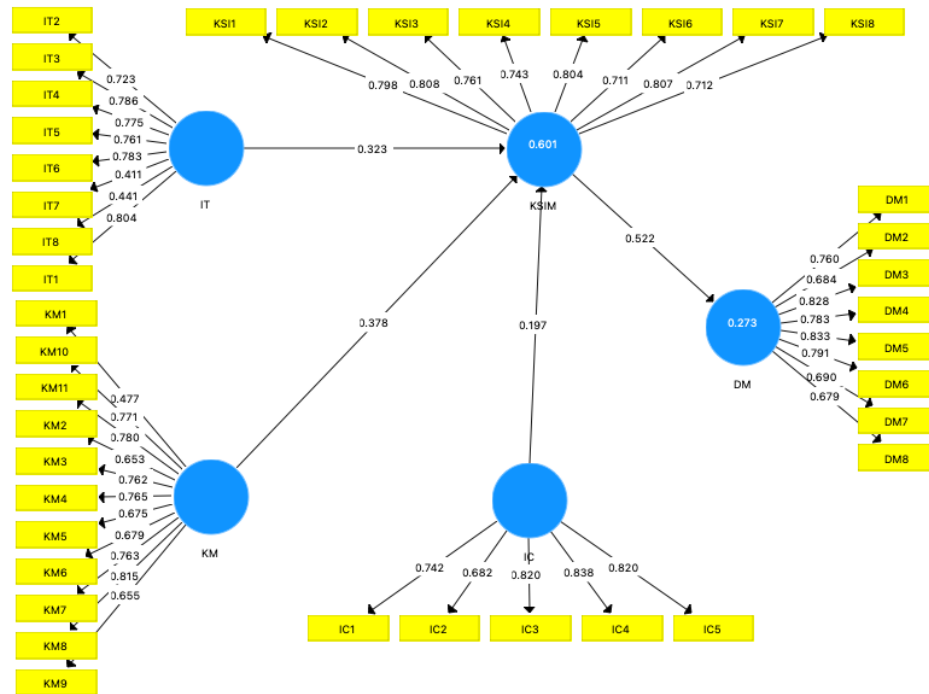 IT2
IT3
IT4
IT5
IT6
IT7
IT8
IT1
0.723
0.786
0.775
0.761
0.783
0.411
0.441
0.804
IT
0.323
KSI1
KSI2
KSI3
KSI4
KSI5
KSI6
KSI7
KSI8
0.798
0.808
0.761
0.743
0.804
0.711
0.807
0.712
0.601
KSIM
0.522
0.378
0.197
KM1
KM10
KM11
KM2
KM3
KM4
KM5
KM6
KM7
KM8
KM9
0.477
0.771
0.780
0.653
0.762
0.765
0.675
0.679
0.763
0.815
0.655
KM
IC
0.742
0.682
0.820
0.838
0.820
IC1
IC2
IC3
IC4
IC5
0.273
DM
0.760
0.684
0.828
0.783
0.833
0.791
0.690
0.679
DM1
DM2
DM3
DM4
DM5
DM6
DM7
DM8